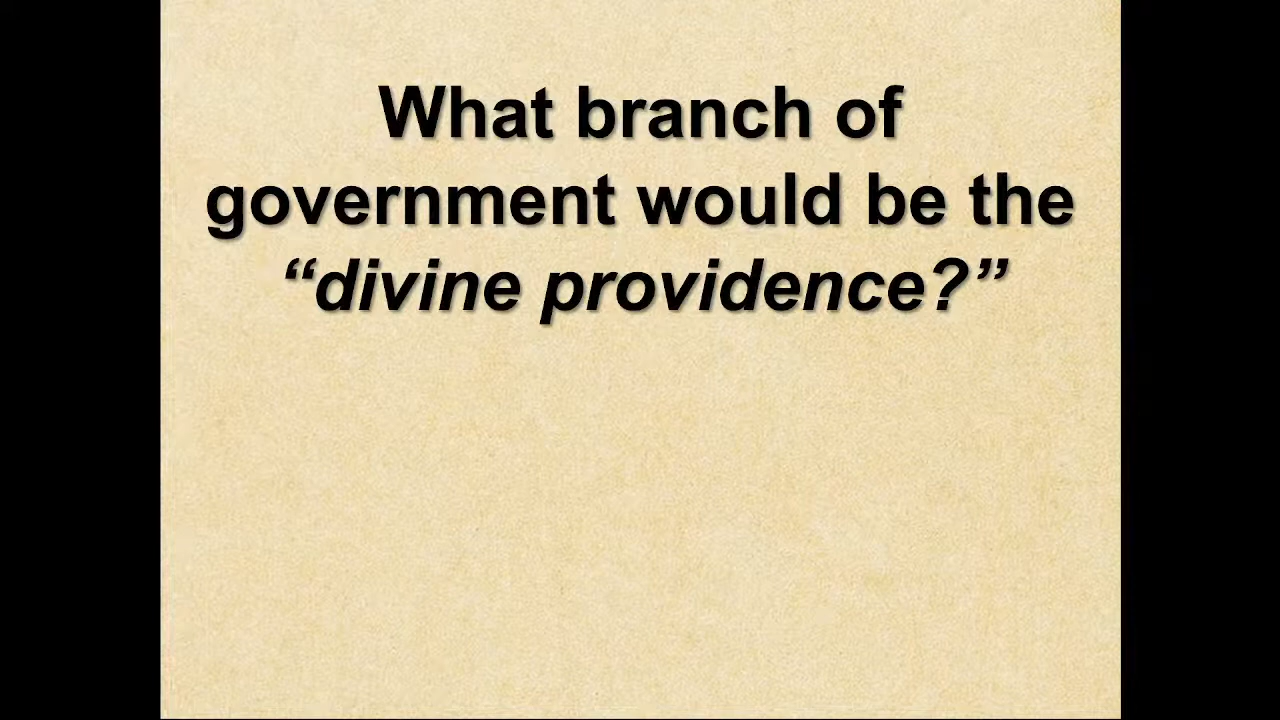 What branch of
government would be the
“divine providence?”